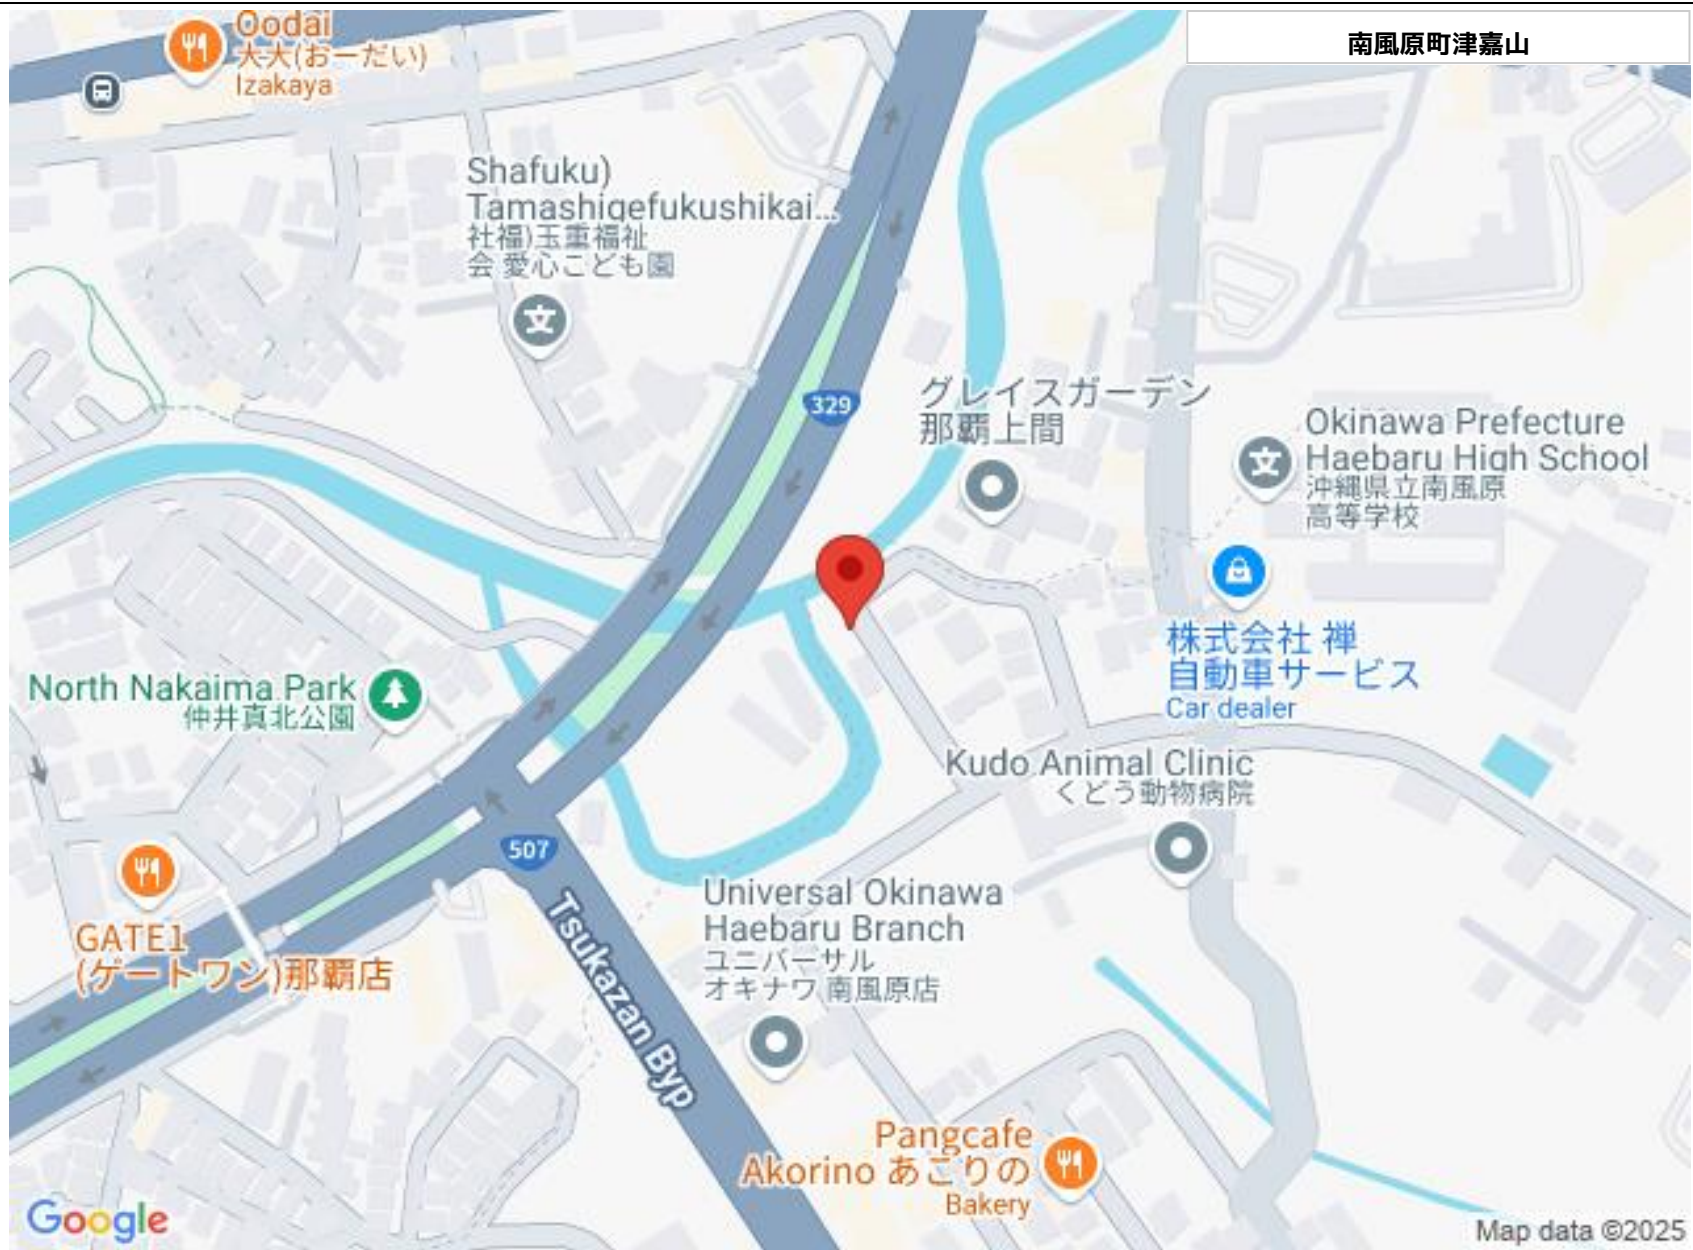 Oodai
大大(おーだい)
Izakaya
南風原町津嘉山
Shafuku)
Tamashigefukushikai...
社福)玉重福祉
会 愛心こども園
329
グレイスガーデン
那覇上間
Okinawa Prefecture
Haebaru High School
沖縄県立南風原
高等学校
株式会社 禅
自動車サービス
Car dealer
North Nakaima Park
仲井真北公園
Kudo Animal Clinic
くどう動物病院
507
GATE1
(ゲートワン)那覇店
Tsukazan Byp
Universal Okinawa
Haebaru Branch
ユニバーサル
オキナワ 南風原店
Pangcafe
Akorino あこりの
Bakery
Google
Map data ©2025